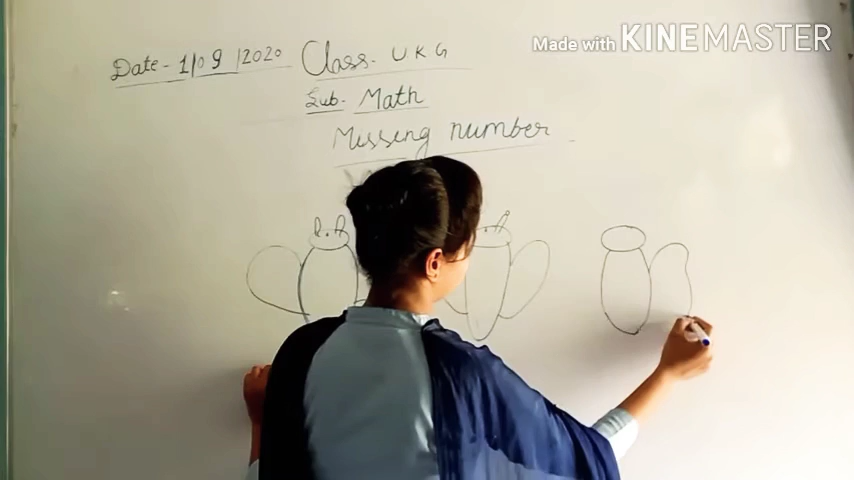 Made with KINEMASTER
Date - 1/09/2020 Class - UKG
Sub - Math
Missing number